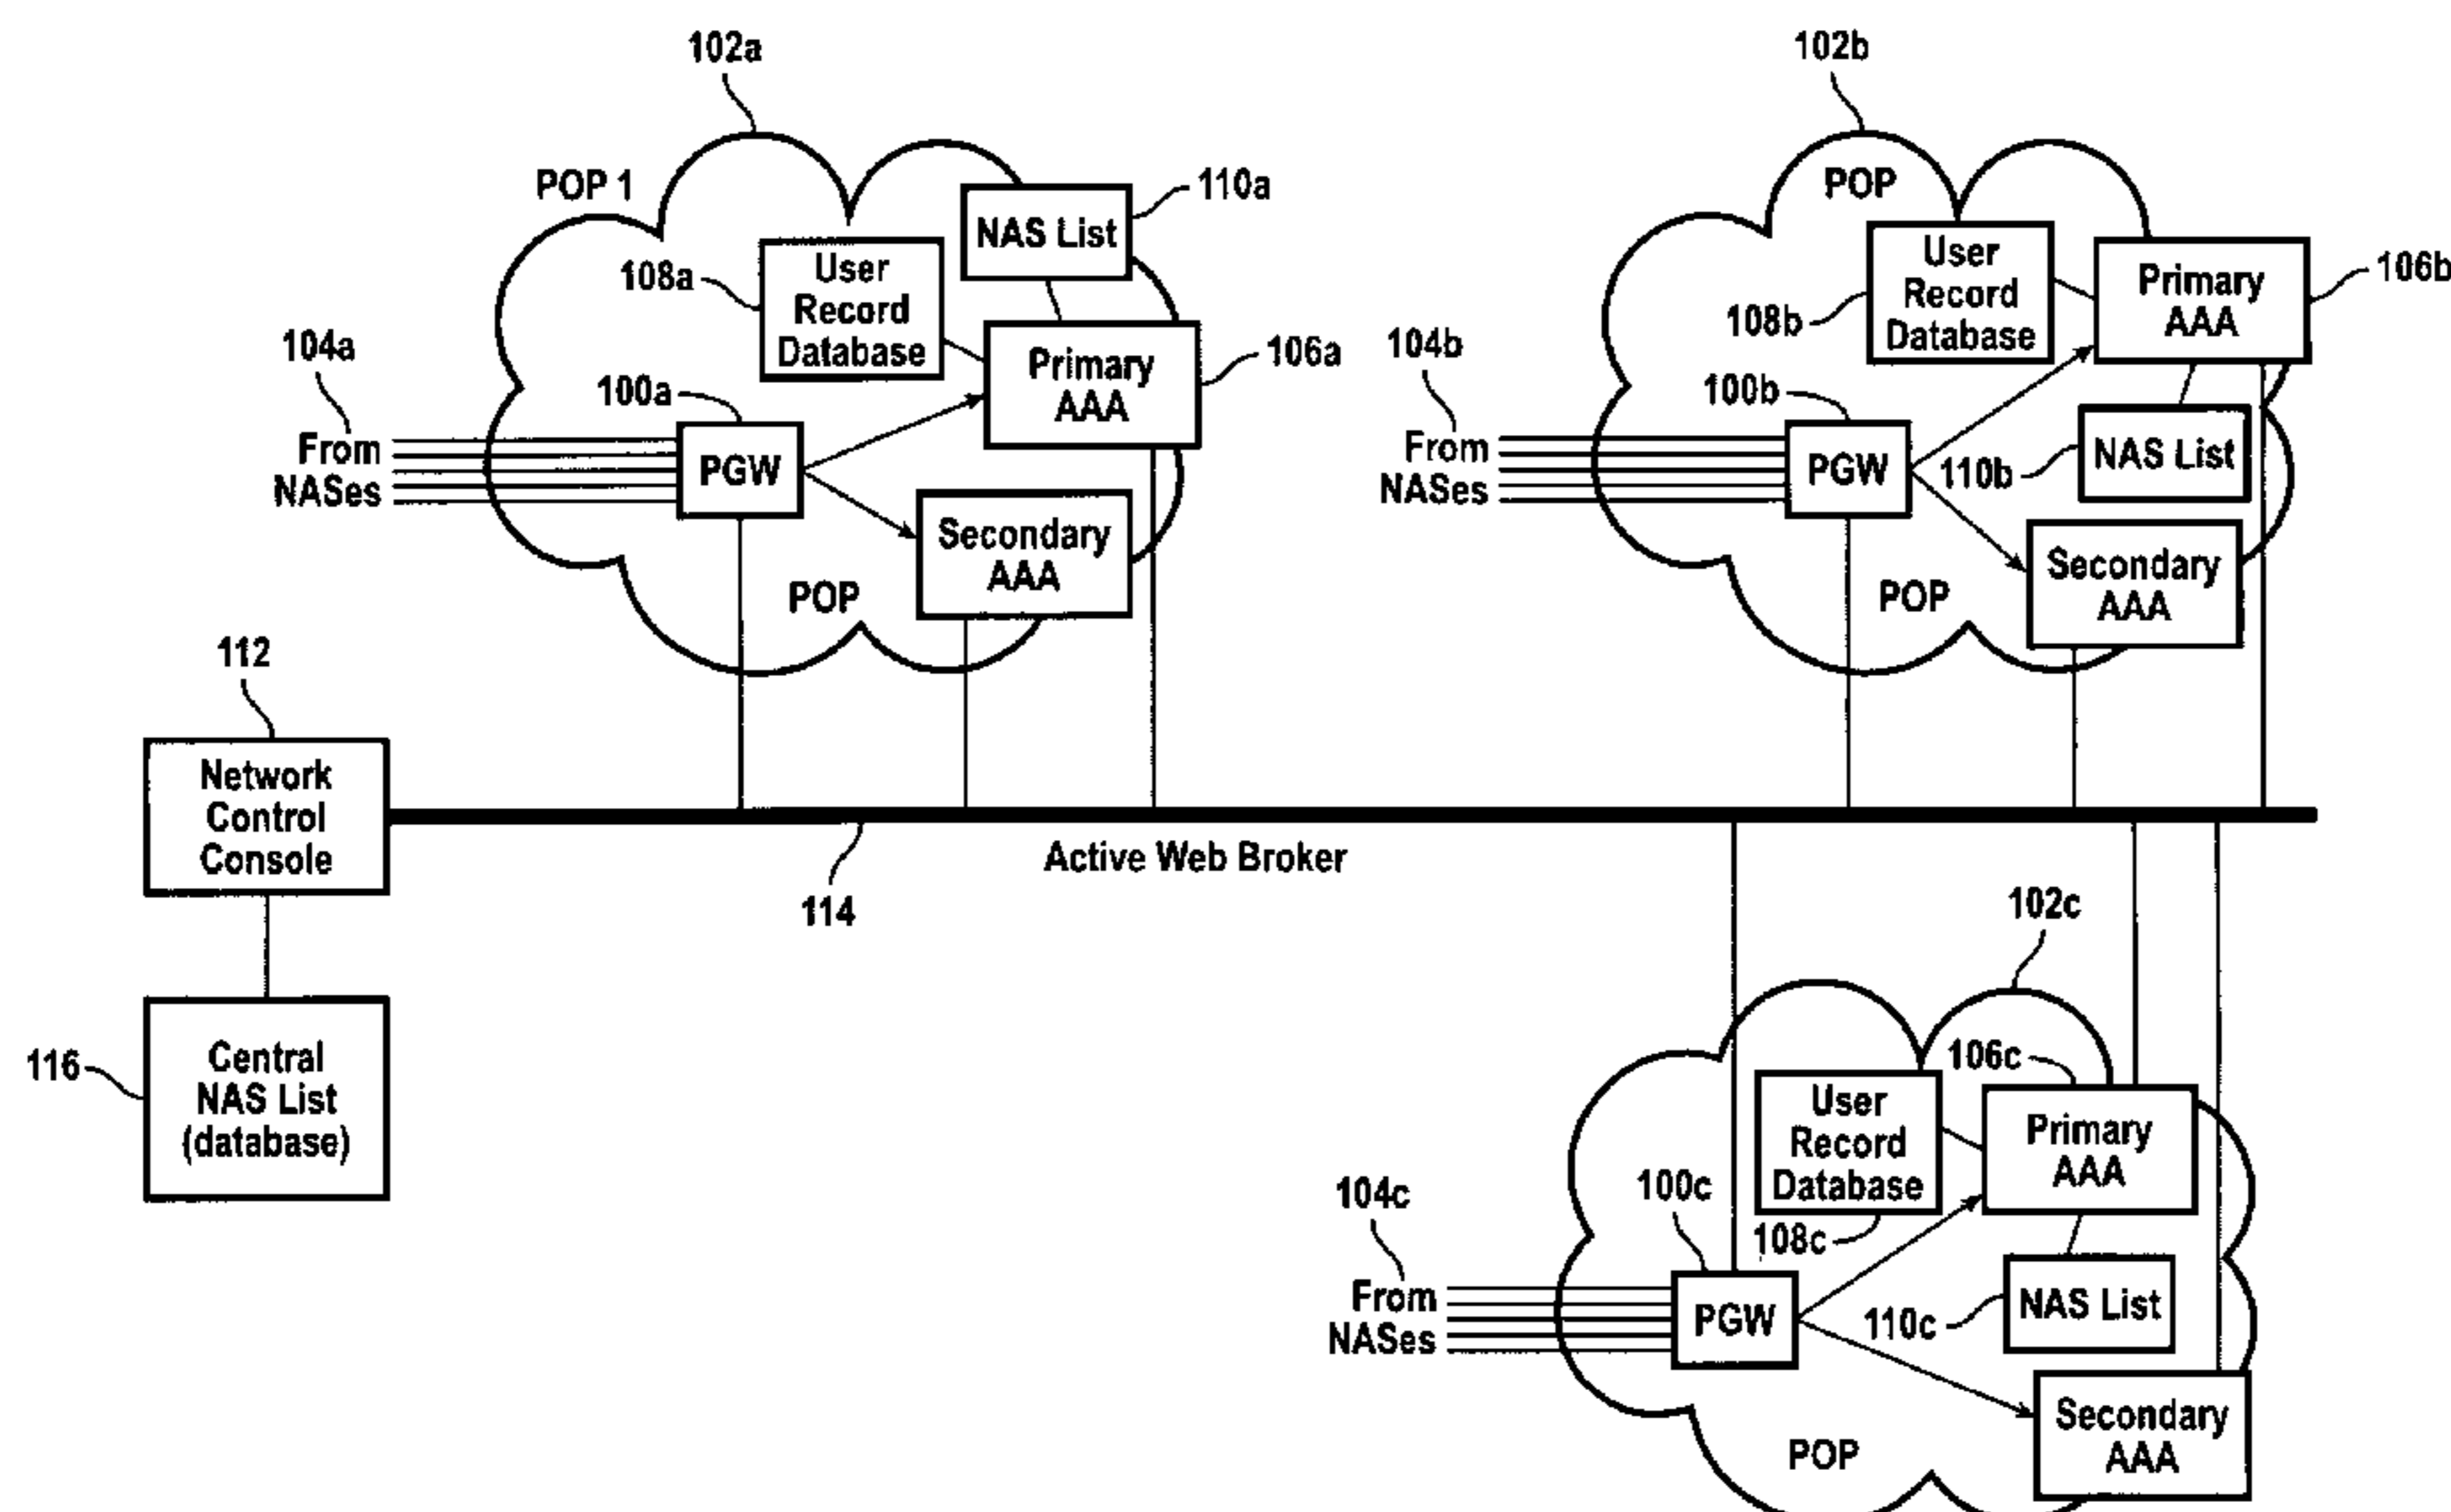 102a
POP 1
110a
NAS List
108a
User
Record
Database
104a
100a
Primary
AAA
106a
From
NASes
PGW
Secondary
AAA
POP
102b
POP
User
Record
Database
Primary
AAA
106b
108b
104b
100b
From
NASes
PGW
110b
NAS List
Secondary
AAA
POP
112
Network
Control
Console
Active Web Broker
114
116
Central
NAS List
(database)
102c
106c
User
Record
Database
Primary
AAA
108c
104c
100c
From
NASes
PGW
110c
NAS List
Secondary
AAA
POP